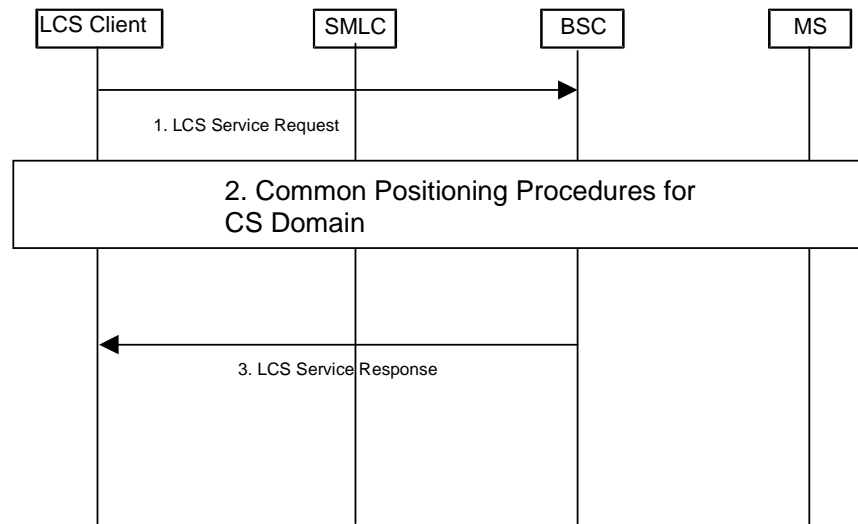 LCS Client
SMLC
BSC
MS
1. LCS Service Request
2. Common Positioning Procedures for
CS Domain
3. LCS Service Response